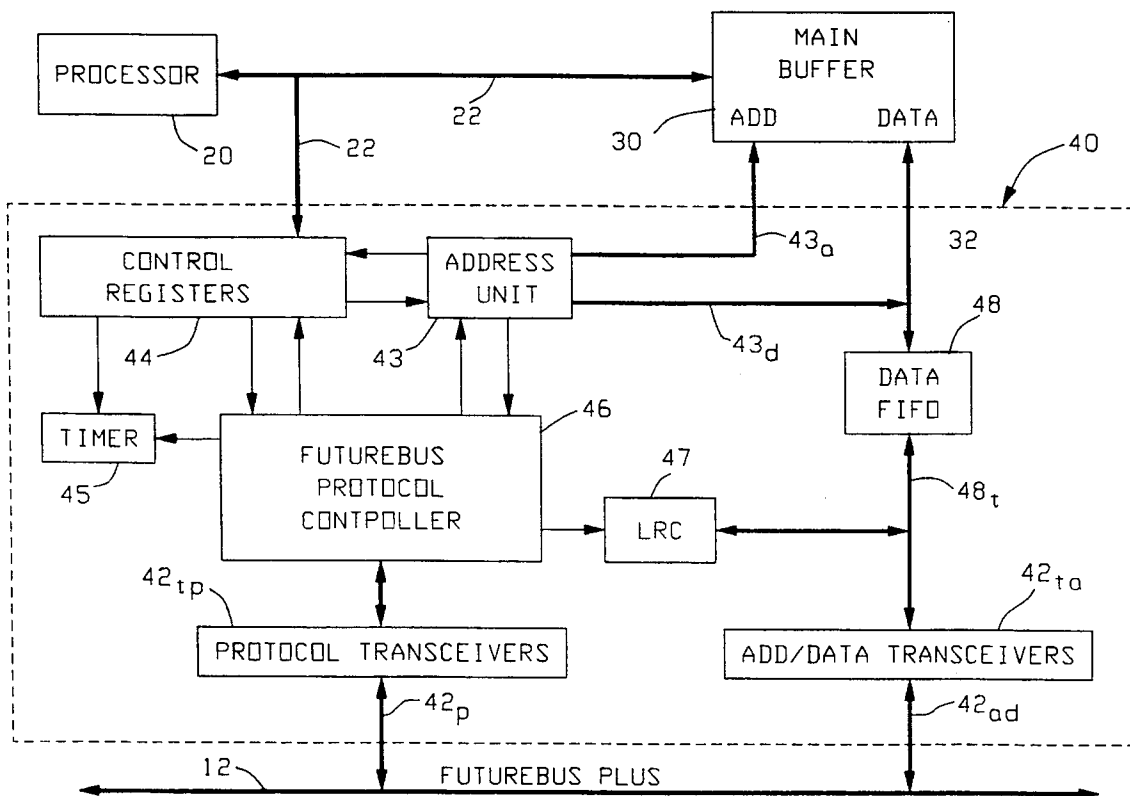 PROCESSOR
20
22
22
MAIN
BUFFER
ADD
DATA
30
40
CONTROL
REGISTERS
44
ADDRESS
UNIT
43
43a
32
43d
48
DATA
FIFO
TIMER
45
46
FUTUREBUS
PROTOCOL
CONTPOLLER
47
LRC
48t
42tp
PROTOCOL TRANSCEIVERS
42ta
ADD/DATA TRANSCEIVERS
42p
42ad
12
FUTUREBUS PLUS